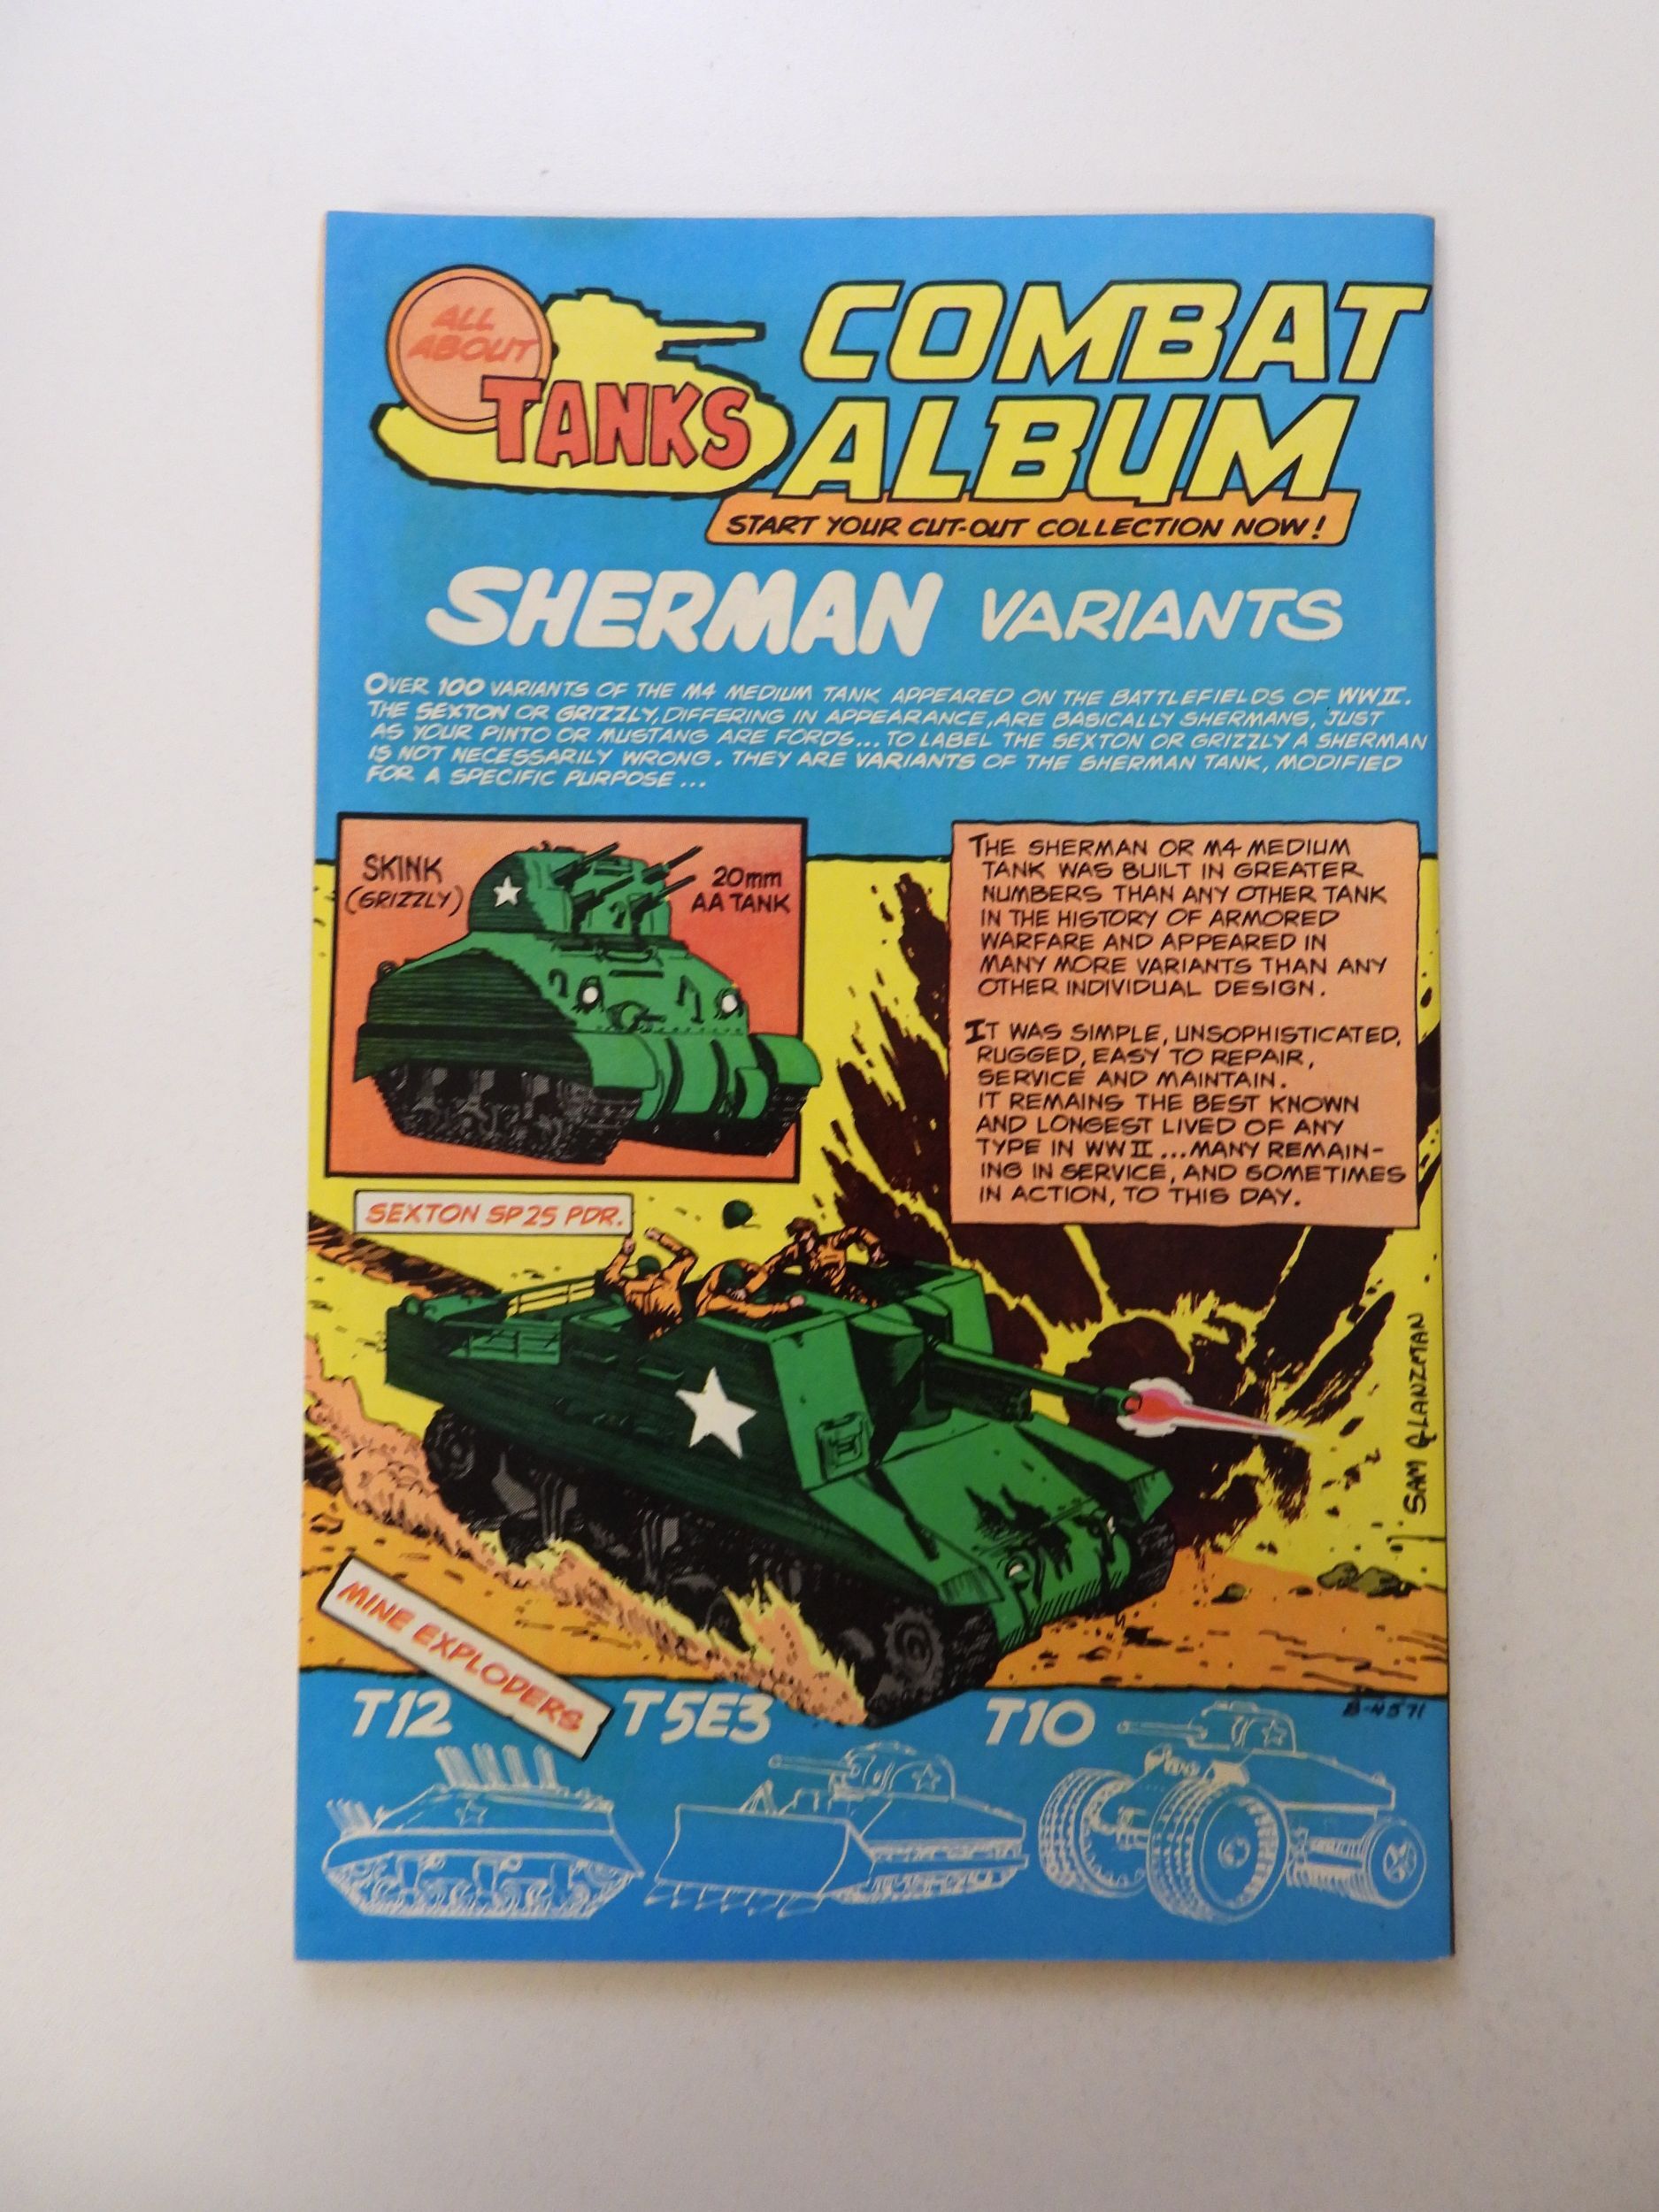 ALL
ABOUT
TANKS
COMBAT
ALBUM
START YOUR CUT-OUT COLLECTION NOW!
SHERMAN VARIANTS
OVER 100 VARIANTS OF THE M4 MEDIUM TANK APPEARED ON THE BATTLEFIELDS OF WWII.
THE SEXTON OR GRIZZLY, DIFFERING IN APPEARANCE, ARE BASICALLY SHERMANS, JUST
AS YOUR PINTO OR MUSTANG ARE FORDS... TO LABEL THE SEXTON OR GRIZZLY A SHERMAN
IS NOT NECESSARILY WRONG. THEY ARE VARIANTS OF THE SHERMAN TANK, MODIFIED
FOR A SPECIFIC PURPOSE...
SKINK
(GRIZZLY)
20mm
AA TANK
THE SHERMAN OR M4 MEDIUM
TANK WAS BUILT IN GREATER
NUMBERS THAN ANY OTHER TANK
IN THE HISTORY OF ARMORED
WARFARE AND APPEARED IN
MANY MORE VARIANTS THAN ANY
OTHER INDIVIDUAL DESIGN.
IT WAS SIMPLE, UNSOPHISTICATED,
RUGGED, EASY TO REPAIR,
SERVICE AND MAINTAIN.
IT REMAINS THE BEST KNOWN
AND LONGEST LIVED OF ANY
TYPE IN WWII...MANY REMAIN-
ING IN SERVICE, AND SOMETIMES
IN ACTION, TO THIS DAY.
SEXTON SP25 PDR.
SAM GLANZMAN
MINE EXPLODERS
B-N571
T12
T5E3
T10